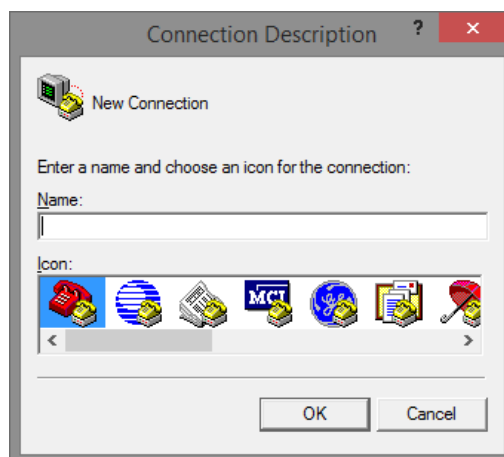 Connection Description ?
New Connection
Enter a name and choose an icon for the connection:
Name:
Icon:
MCI
OK Cancel